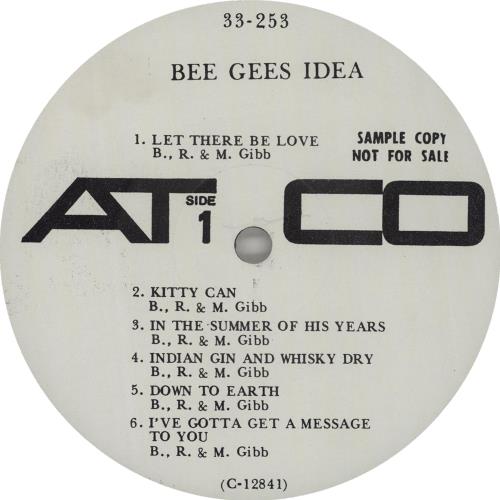 33-253
BEE GEES IDEA
1. LET THERE BE LOVE
B., R. & M. Gibb
SAMPLE COPY
NOT FOR SALE
ATCO
SIDE
1
2. KITTY CAN
B., R. & M. Gibb
3. IN THE SUMMER OF HIS YEARS
B., R. & M. Gibb
4. INDIAN GIN AND WHISKY DRY
B., R. & M. Gibb
5. DOWN TO EARTH
B., R. & M. Gibb
6. I'VE GOTTA GET A MESSAGE
TO YOU
B., R. & M. Gibb
(C-12841)